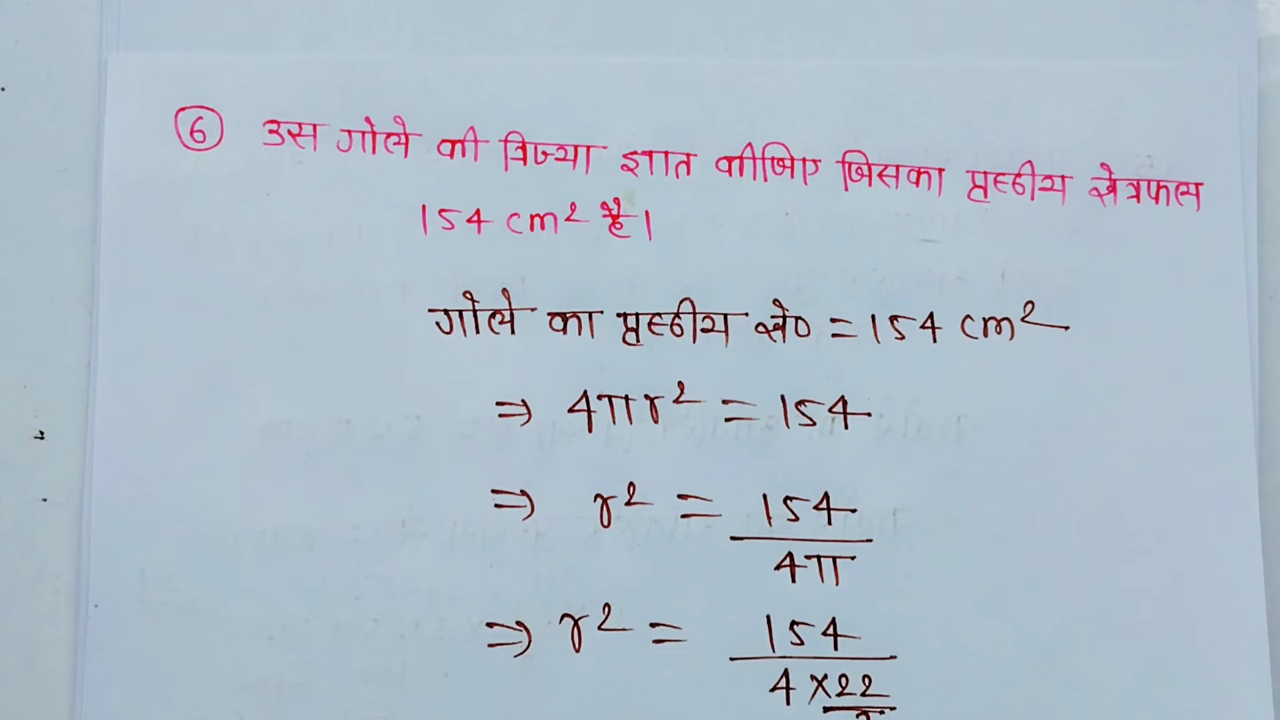 ⑥ उस गोले की त्रिज्या ज्ञात कीजिए जिसका पृष्ठीय क्षेत्रफल
154 cm² है।
गोले का पृष्ठीय क्षे० = 154 cm²
⇒ 4πr² = 154
⇒ r² = 154
4π
⇒ r² = 154
4 × 22